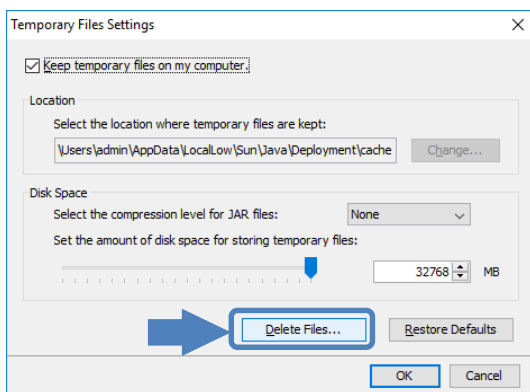 Temporary Files Settings
Keep temporary files on my computer.
Location
Select the location where temporary files are kept:
\Users\admin\AppData\LocalLow\Sun\Java\Deployment\cache
Change...
Disk Space
Select the compression level for JAR files:
None
Set the amount of disk space for storing temporary files:
32768 MB
Delete Files...
Restore Defaults
OK
Cancel